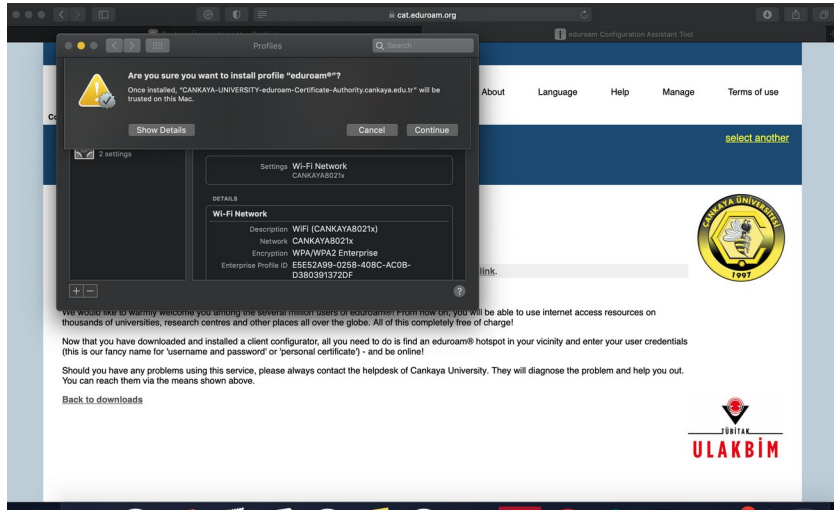 cat.eduroam.org
eduroam Configuration Assistant Tool
Profiles
Search
Are you sure you want to install profile “eduroam®”?
Once installed, “CANKAYA-UNIVERSITY-eduroam-Certificate-Authority.cankaya.edu.tr” will be
trusted on this Mac.
Show Details
Cancel
Continue
About
Language
Help
Manage
Terms of use
select another
2 settings
Settings Wi-Fi Network
CANKAYA8021x
DETAILS
Wi-Fi Network
Description WiFi (CANKAYA8021x)
Network CANKAYA8021x
Encryption WPA/WPA2 Enterprise
Enterprise Profile ID E5E52A99-0258-408C-AC0B-
D380391372DF
link.
ÇANKAYA ÜNİVERSİTESİ
1997
We would like to warmly welcome you among the several million users of eduroam®! From now on, you will be able to use internet access resources on
thousands of universities, research centres and other places all over the globe. All of this completely free of charge!
Now that you have downloaded and installed a client configurator, all you need to do is find an eduroam® hotspot in your vicinity and enter your user credentials
(this is our fancy name for 'username and password' or 'personal certificate') - and be online!
Should you have any problems using this service, please always contact the helpdesk of Cankaya University. They will diagnose the problem and help you out.
You can reach them via the means shown above.
Back to downloads
TÜBİTAK
ULAKBİM